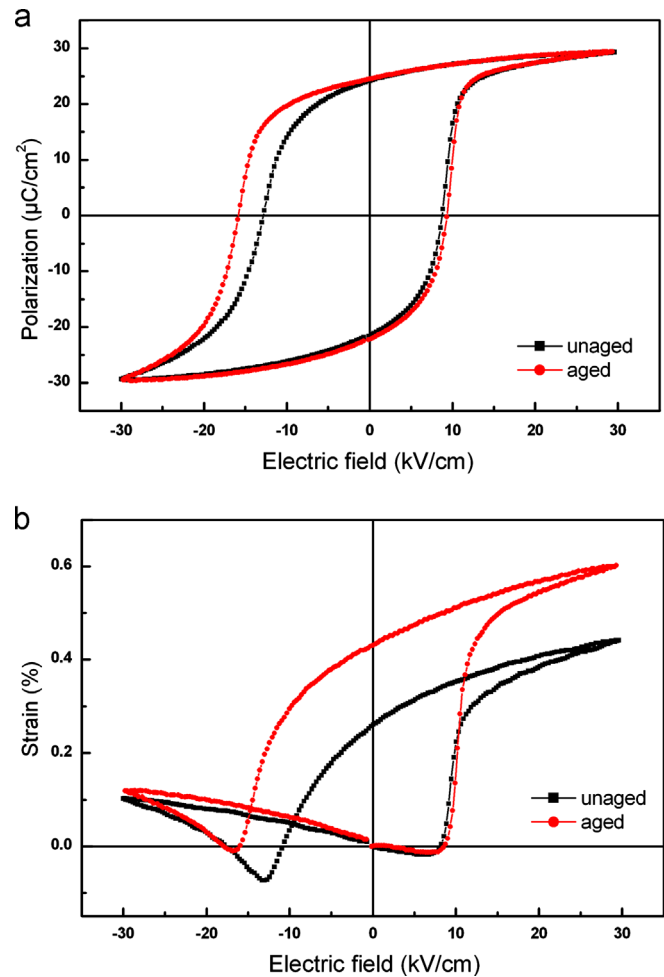 a
Polarization (μC/cm²)
30
20
10
0
-10
-20
-30
unaged
aged
-30 -20 -10 0 10 20 30
Electric field (kV/cm)
b
Strain (%)
0.6
0.4
0.2
0.0
unaged
aged
-30 -20 -10 0 10 20 30
Electric field (kV/cm)